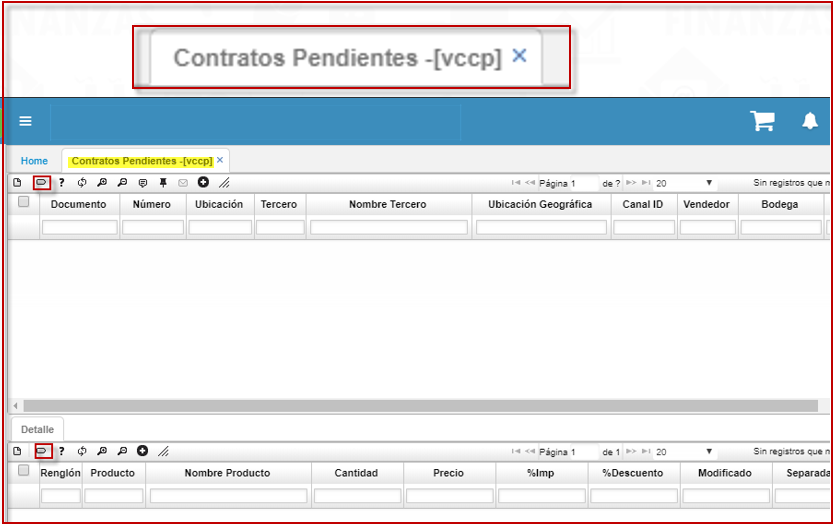 FINANZA
Contratos Pendientes -[vccp] ×
Home Contratos Pendientes -[vccp] ×
? Página 1 de ? 20 Sin registros que
Documento Número Ubicación Tercero Nombre Tercero Ubicación Geográfica Canal ID Vendedor Bodega
Detalle
? Página 1 de 1 20 Sin registros que
Renglón Producto Nombre Producto Cantidad Precio %Imp %Descuento Modificado Separada